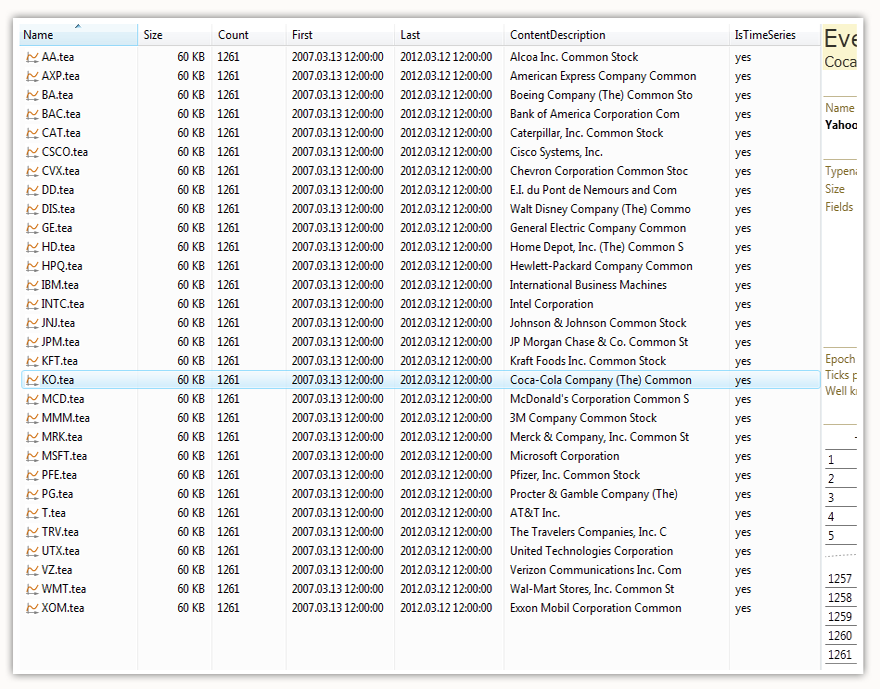 Name Size Count First Last ContentDescription IsTimeSeries
AA.tea 60 KB 1261 2007.03.13 12:00:00 2012.03.12 12:00:00 Alcoa Inc. Common Stock yes
AXP.tea 60 KB 1261 2007.03.13 12:00:00 2012.03.12 12:00:00 American Express Company Common yes
BA.tea 60 KB 1261 2007.03.13 12:00:00 2012.03.12 12:00:00 Boeing Company (The) Common Sto yes
BAC.tea 60 KB 1261 2007.03.13 12:00:00 2012.03.12 12:00:00 Bank of America Corporation Com yes
CAT.tea 60 KB 1261 2007.03.13 12:00:00 2012.03.12 12:00:00 Caterpillar, Inc. Common Stock yes
CSCO.tea 60 KB 1261 2007.03.13 12:00:00 2012.03.12 12:00:00 Cisco Systems, Inc. yes
CVX.tea 60 KB 1261 2007.03.13 12:00:00 2012.03.12 12:00:00 Chevron Corporation Common Stoc yes
DD.tea 60 KB 1261 2007.03.13 12:00:00 2012.03.12 12:00:00 E.I. du Pont de Nemours and Com yes
DIS.tea 60 KB 1261 2007.03.13 12:00:00 2012.03.12 12:00:00 Walt Disney Company (The) Commo yes
GE.tea 60 KB 1261 2007.03.13 12:00:00 2012.03.12 12:00:00 General Electric Company Common yes
HD.tea 60 KB 1261 2007.03.13 12:00:00 2012.03.12 12:00:00 Home Depot, Inc. (The) Common S yes
HPQ.tea 60 KB 1261 2007.03.13 12:00:00 2012.03.12 12:00:00 Hewlett-Packard Company Common yes
IBM.tea 60 KB 1261 2007.03.13 12:00:00 2012.03.12 12:00:00 International Business Machines yes
INTC.tea 60 KB 1261 2007.03.13 12:00:00 2012.03.12 12:00:00 Intel Corporation yes
JNJ.tea 60 KB 1261 2007.03.13 12:00:00 2012.03.12 12:00:00 Johnson & Johnson Common Stock yes
JPM.tea 60 KB 1261 2007.03.13 12:00:00 2012.03.12 12:00:00 JP Morgan Chase & Co. Common St yes
KFT.tea 60 KB 1261 2007.03.13 12:00:00 2012.03.12 12:00:00 Kraft Foods Inc. Common Stock yes
KO.tea 60 KB 1261 2007.03.13 12:00:00 2012.03.12 12:00:00 Coca-Cola Company (The) Common yes
MCD.tea 60 KB 1261 2007.03.13 12:00:00 2012.03.12 12:00:00 McDonald's Corporation Common S yes
MMM.tea 60 KB 1261 2007.03.13 12:00:00 2012.03.12 12:00:00 3M Company Common Stock yes
MRK.tea 60 KB 1261 2007.03.13 12:00:00 2012.03.12 12:00:00 Merck & Company, Inc. Common St yes
MSFT.tea 60 KB 1261 2007.03.13 12:00:00 2012.03.12 12:00:00 Microsoft Corporation yes
PFE.tea 60 KB 1261 2007.03.13 12:00:00 2012.03.12 12:00:00 Pfizer, Inc. Common Stock yes
PG.tea 60 KB 1261 2007.03.13 12:00:00 2012.03.12 12:00:00 Procter & Gamble Company (The) yes
T.tea 60 KB 1261 2007.03.13 12:00:00 2012.03.12 12:00:00 AT&T Inc. yes
TRV.tea 60 KB 1261 2007.03.13 12:00:00 2012.03.12 12:00:00 The Travelers Companies, Inc. C yes
UTX.tea 60 KB 1261 2007.03.13 12:00:00 2012.03.12 12:00:00 United Technologies Corporation yes
VZ.tea 60 KB 1261 2007.03.13 12:00:00 2012.03.12 12:00:00 Verizon Communications Inc. Com yes
WMT.tea 60 KB 1261 2007.03.13 12:00:00 2012.03.12 12:00:00 Wal-Mart Stores, Inc. Common St yes
XOM.tea 60 KB 1261 2007.03.13 12:00:00 2012.03.12 12:00:00 Exxon Mobil Corporation Common yes
Eve
Coca
Name
Yahoo
Typena
Size
Fields
Epoch
Ticks p
Well k
1
2
3
4
5
1257
1258
1259
1260
1261